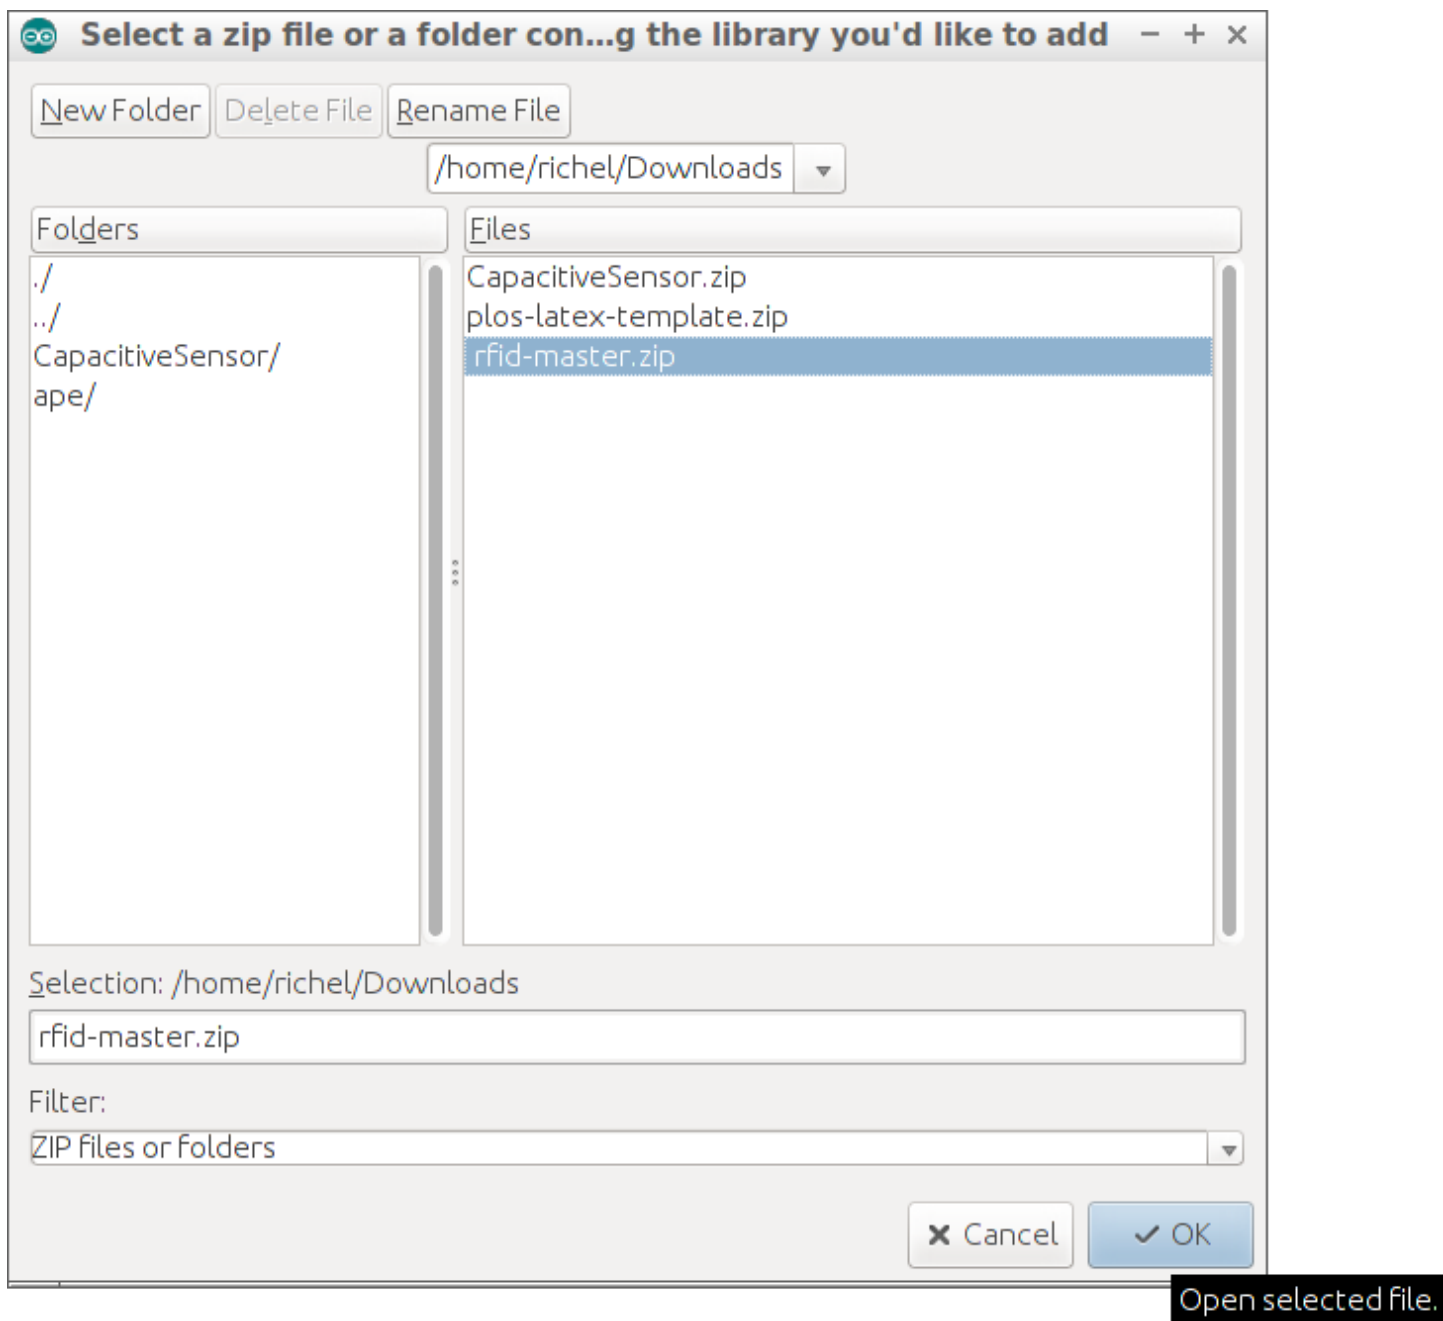 Select a zip file or a folder con...g the library you'd like to add
New Folder Delete File Rename File
/home/richel/Downloads
Folders
./
../
CapacitiveSensor/
ape/
Files
CapacitiveSensor.zip
plos-latex-template.zip
rfid-master.zip
Selection: /home/richel/Downloads
rfid-master.zip
Filter:
ZIP files or folders
Cancel OK
Open selected file.